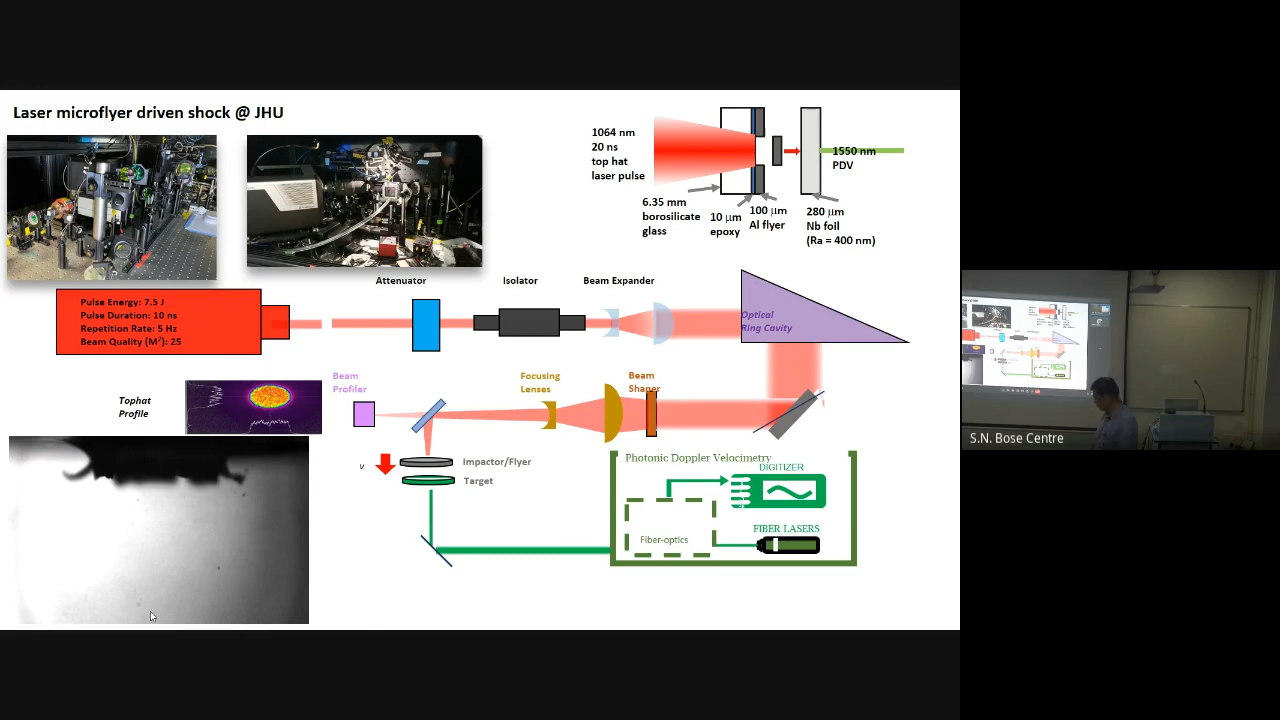 Laser microflyer driven shock @ JHU
1064 nm
20 ns
top hat
laser pulse
1550 nm
PDV
6.35 mm
borosilicate
glass
10 µm
epoxy
100 µm
Al flyer
280 µm
Nb foil
(Ra = 400 nm)
Attenuator
Isolator
Beam Expander
Pulse Energy: 7.5 J
Pulse Duration: 10 ns
Repetition Rate: 5 Hz
Beam Quality (M²): 25
Optical
Ring Cavity
Beam
Profiler
Focusing
Lenses
Beam
Shaper
Tophat
Profile
v
Impactor/Flyer
Target
Photonic Doppler Velocimetry
DIGITIZER
Fiber-optics
FIBER LASERS
S.N. Bose Centre